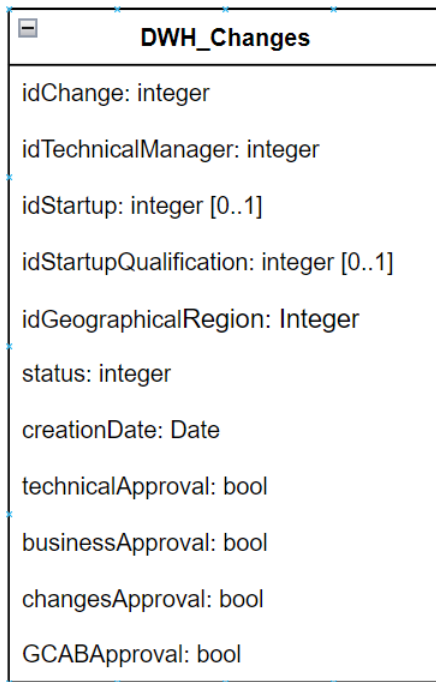 DWH_Changes
idChange: integer
idTechnicalManager: integer
idStartup: integer [0..1]
idStartupQualification: integer [0..1]
idGeographicalRegion: Integer
status: integer
creationDate: Date
technicalApproval: bool
businessApproval: bool
changesApproval: bool
GCABApproval: bool